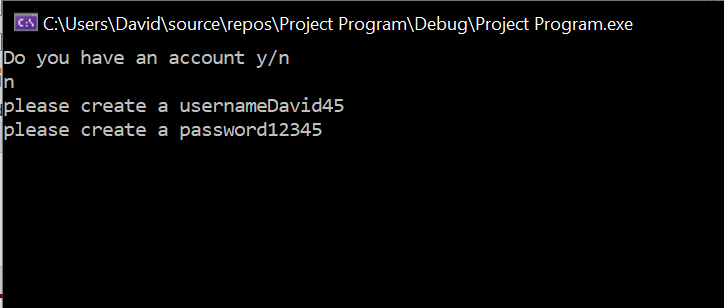 C:\Users\David\source\repos\Project Program\Debug\Project Program.exe
Do you have an account y/n
n
please create a usernameDavid45
please create a password12345